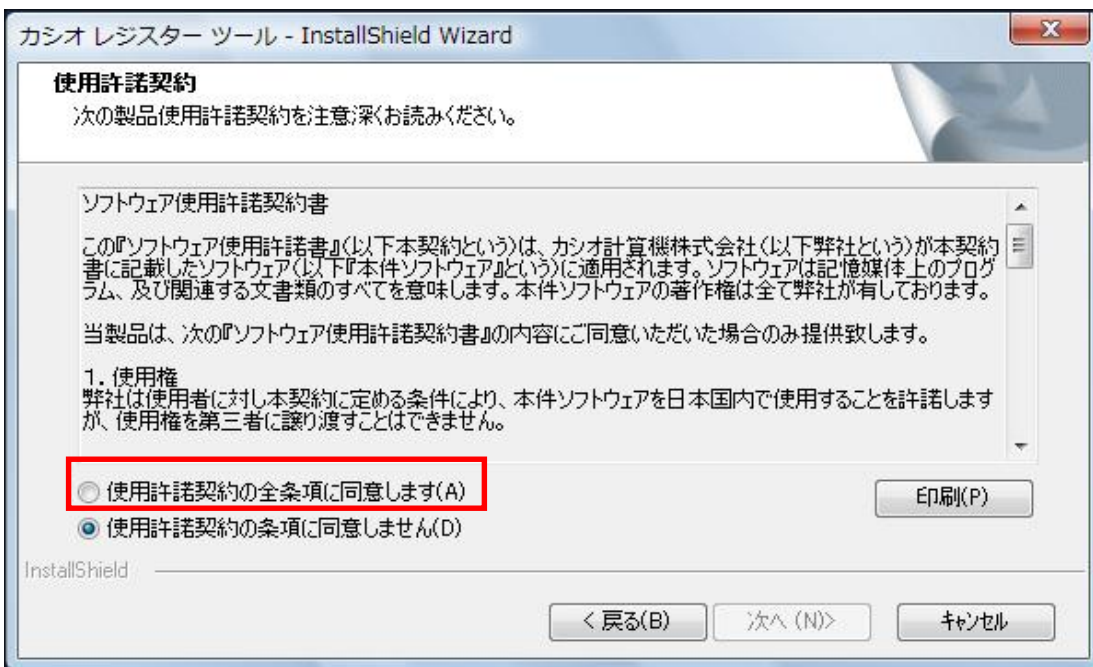 カシオ レジスター ツール - InstallShield Wizard
使用許諾契約
次の製品使用許諾契約を注意深くお読みください。
ソフトウェア使用許諾契約書
この『ソフトウェア使用許諾書』(以下本契約という)は、カシオ計算機株式会社(以下弊社という)が本契約
書に記載したソフトウェア(以下『本件ソフトウェア』という)に適用されます。ソフトウェアは記憶媒体上のプログ
ラム、及び関連する文書類のすべてを意味します。本件ソフトウェアの著作権は全て弊社が有しております。
当製品は、次の『ソフトウェア使用許諾契約書』の内容にご同意いただいた場合のみ提供致します。
1. 使用権
弊社は使用者に対し本契約に定める条件により、本件ソフトウェアを日本国内で使用することを許諾します
が、使用権を第三者に譲り渡すことはできません。
使用許諾契約の全条項に同意します(A)
印刷(P)
使用許諾契約の条項に同意しません(D)
InstallShield
< 戻る(B)
次へ (N)>
キャンセル